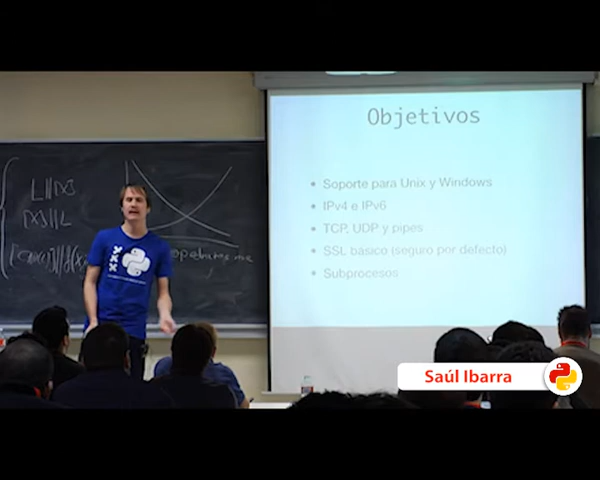 Objetivos
• Soporte para Unix y Windows
• IPv4 e IPv6
• TCP, UDP y pipes
• SSL básico (seguro por defecto)
• Subprocesos
Saúl Ibarra